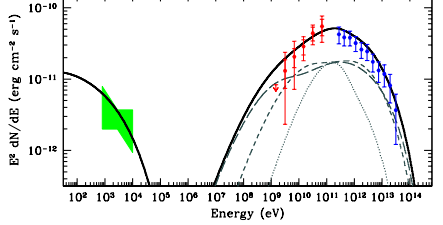 10⁻¹⁰
10⁻¹¹
10⁻¹²
E² dN/dE (erg cm⁻² s⁻¹)
10² 10³ 10⁴ 10⁵ 10⁶ 10⁷ 10⁸ 10⁹ 10¹⁰ 10¹¹ 10¹² 10¹³ 10¹⁴
Energy (eV)